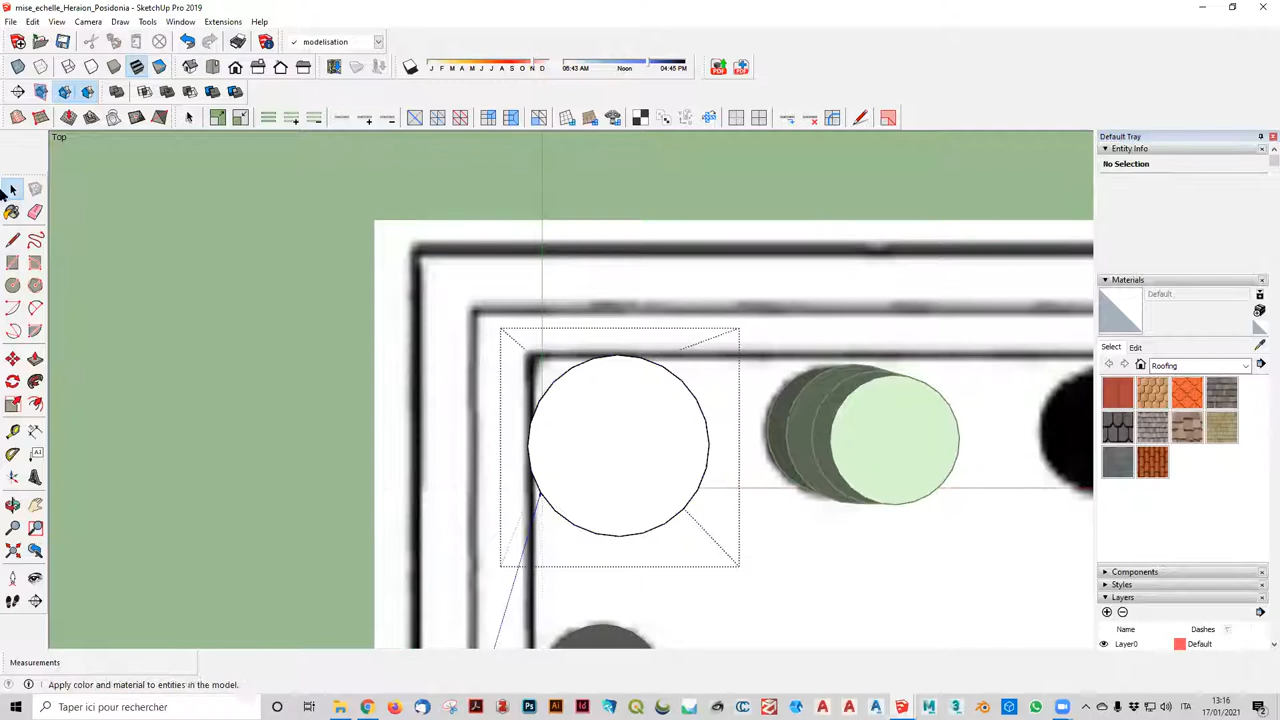 mise_echelle_Heraion_Posidonia - SketchUp Pro 2019
File Edit View Camera Draw Tools Window Extensions Help
✓ modelisation
J F M A M J J A S O N D
06:43 AM Noon 04:45 PM
PDF PDF
Top
Default Tray
Entity Info
No Selection
Materials
Default
Select Edit
Roofing
Components
Styles
Layers
Name Dashes
Layer0 Default
Measurements
Apply color and material to entities in the model.
Taper ici pour rechercher
ITA
13:16
17/01/2021